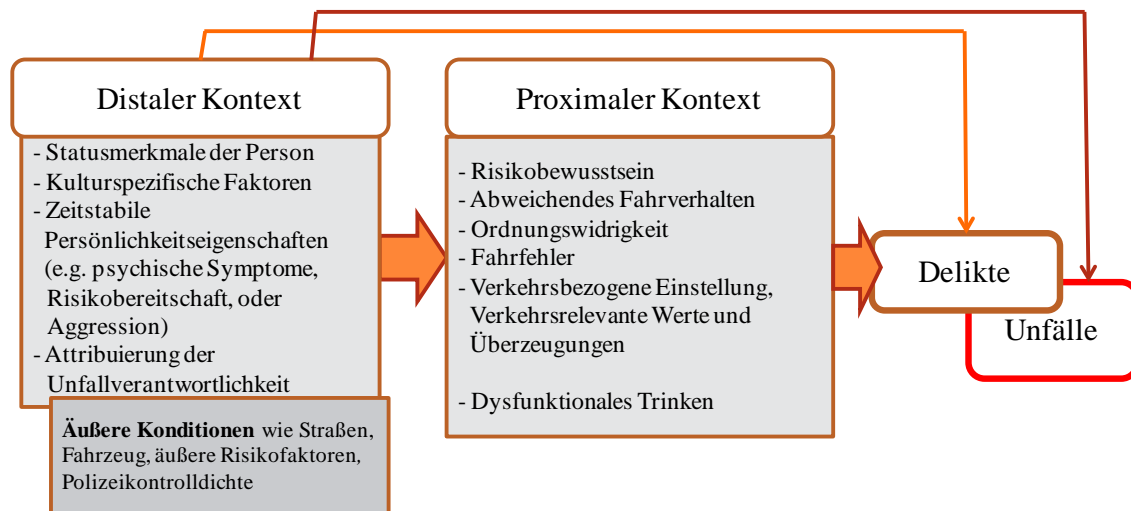 Distaler Kontext
- Statusmerkmale der Person
- Kulturspezifische Faktoren
- Zeitstabile
Persönlichkeitseigenschaften
(e.g. psychische Symptome,
Risikobereitschaft, oder
Aggression)
- Attribuierung der
Unfallverantwortlichkeit
Äußere Konditionen wie Straßen,
Fahrzeug, äußere Risikofaktoren,
Polizeikontrolldichte
Proximaler Kontext
- Risikobewusstsein
- Abweichendes Fahrverhalten
- Ordnungswidrigkeit
- Fahrfehler
- Verkehrsbezogene Einstellung,
Verkehrsrelevante Werte und
Überzeugungen
- Dysfunktionales Trinken
Delikte
Unfälle